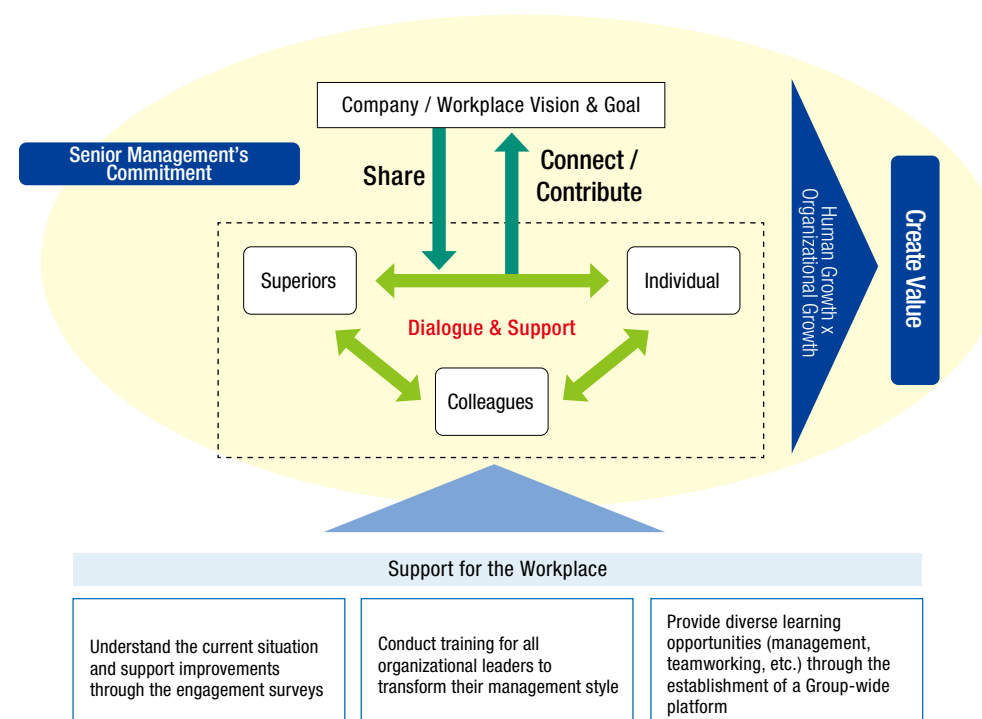 Company / Workplace Vision & Goal
Senior Management's
Commitment
Share
Connect /
Contribute
Superiors
Individual
Dialogue & Support
Colleagues
Human Growth x
Organizational Growth
Create Value
Support for the Workplace
Understand the current situation
and support improvements
through the engagement surveys
Conduct training for all
organizational leaders to
transform their management style
Provide diverse learning
opportunities (management,
teamworking, etc.) through the
establishment of a Group-wide
platform